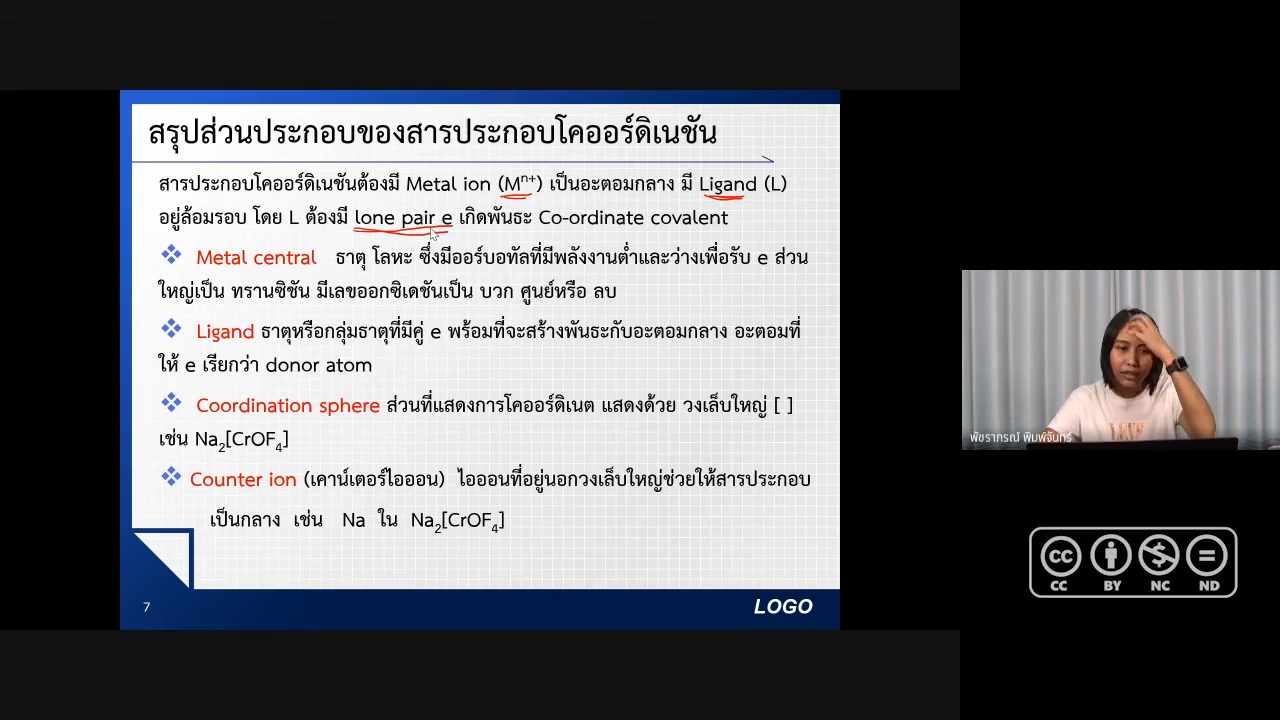 สรุปส่วนประกอบของสารประกอบโคออร์ดิเนชัน
สารประกอบโคออร์ดิเนชันต้องมี Metal ion (Mⁿ⁺) เป็นอะตอมกลาง มี Ligand (L)
อยู่ล้อมรอบ โดย L ต้องมี lone pair e เกิดพันธะ Co-ordinate covalent
❖ Metal central ธาตุ โลหะ ซึ่งมีออร์บอทัลที่มีพลังงานต่ำและว่างเพื่อรับ e ส่วน
ใหญ่เป็น ทรานซิชัน มีเลขออกซิเดชันเป็น บวก ศูนย์หรือ ลบ
❖ Ligand ธาตุหรือกลุ่มธาตุที่มีคู่ e พร้อมที่จะสร้างพันธะกับอะตอมกลาง อะตอมที่
ให้ e เรียกว่า donor atom
❖ Coordination sphere ส่วนที่แสดงการโคออร์ดิเนต แสดงด้วย วงเล็บใหญ่ [ ]
เช่น Na₂[CrOF₄]
❖ Counter ion (เคาน์เตอร์ไอออน) ไอออนที่อยู่นอกวงเล็บใหญ่ช่วยให้สารประกอบ
เป็นกลาง เช่น Na ใน Na₂[CrOF₄]
7
LOGO
พัชราภรณ์ พิมพ์จันทร์
CC
CC BY NC ND